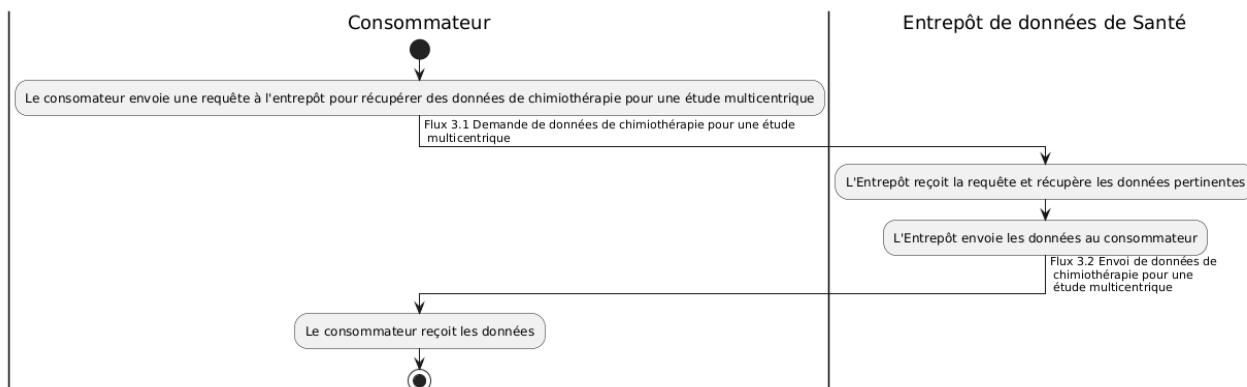 Consommateur
Entrepôt de données de Santé
Le consomateur envoie une requête à l'entrepôt pour récupérer des données de chimiothérapie pour une étude multicentrique
Flux 3.1 Demande de données de chimiothérapie pour une étude
multicentrique
L'Entrepôt reçoit la requête et récupère les données pertinentes
L'Entrepôt envoie les données au consommateur
Flux 3.2 Envoi de données de
chimiothérapie pour une
étude multicentrique
Le consommateur reçoit les données